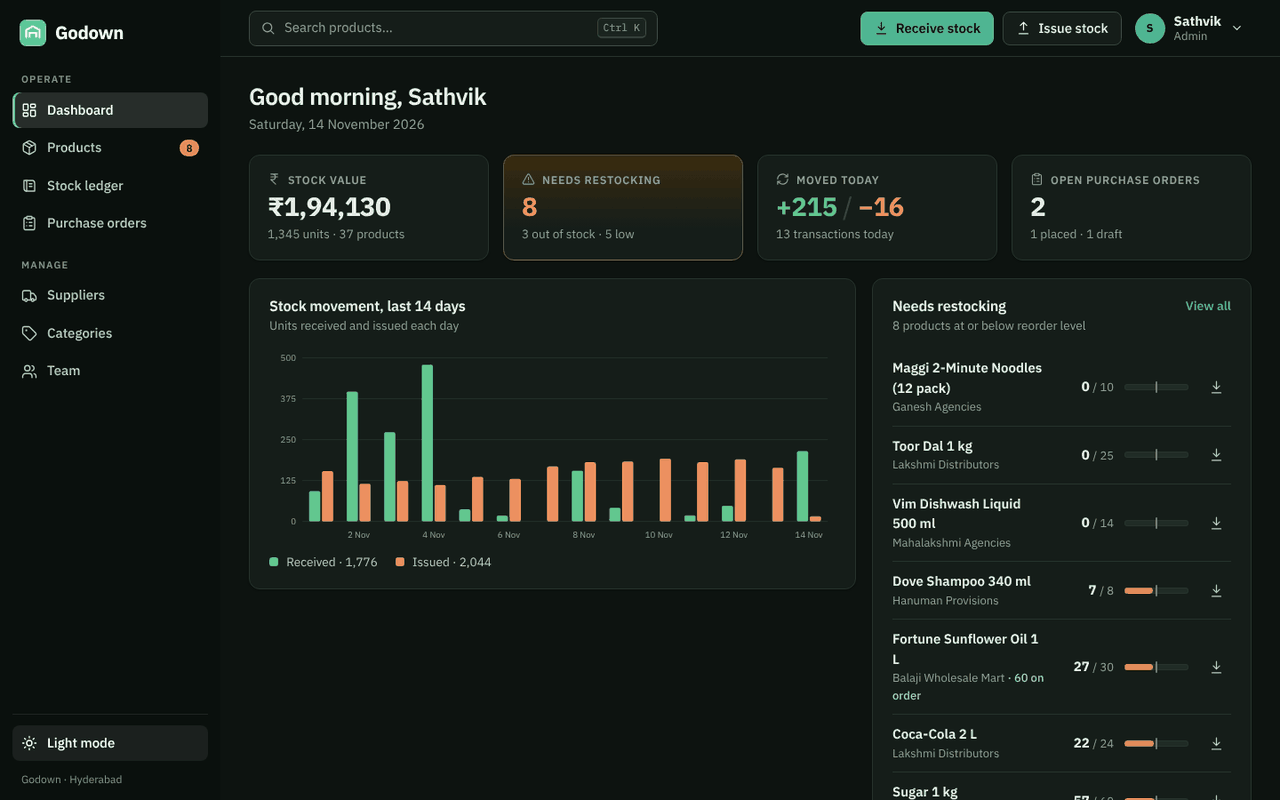 Godown
OPERATE
Dashboard
Products 8
Stock ledger
Purchase orders
MANAGE
Suppliers
Categories
Team
Light mode
Godown · Hyderabad
Search products... Ctrl K
Receive stock
Issue stock
S
Sathvik
Admin
Good morning, Sathvik
Saturday, 14 November 2026
₹ STOCK VALUE
₹1,94,130
1,345 units · 37 products
NEEDS RESTOCKING
8
3 out of stock · 5 low
MOVED TODAY
+215 / −16
13 transactions today
OPEN PURCHASE ORDERS
2
1 placed · 1 draft
Stock movement, last 14 days
Units received and issued each day
500
375
250
125
0
2 Nov 4 Nov 6 Nov 8 Nov 10 Nov 12 Nov 14 Nov
Received · 1,776 Issued · 2,044
Needs restocking View all
8 products at or below reorder level
Maggi 2-Minute Noodles
(12 pack)
Ganesh Agencies
0 / 10
Toor Dal 1 kg
Lakshmi Distributors
0 / 25
Vim Dishwash Liquid
500 ml
Mahalakshmi Agencies
0 / 14
Dove Shampoo 340 ml
Hanuman Provisions
7 / 8
Fortune Sunflower Oil 1
L
Balaji Wholesale Mart · 60 on
order
27 / 30
Coca-Cola 2 L
Lakshmi Distributors
22 / 24
Sugar 1 kg